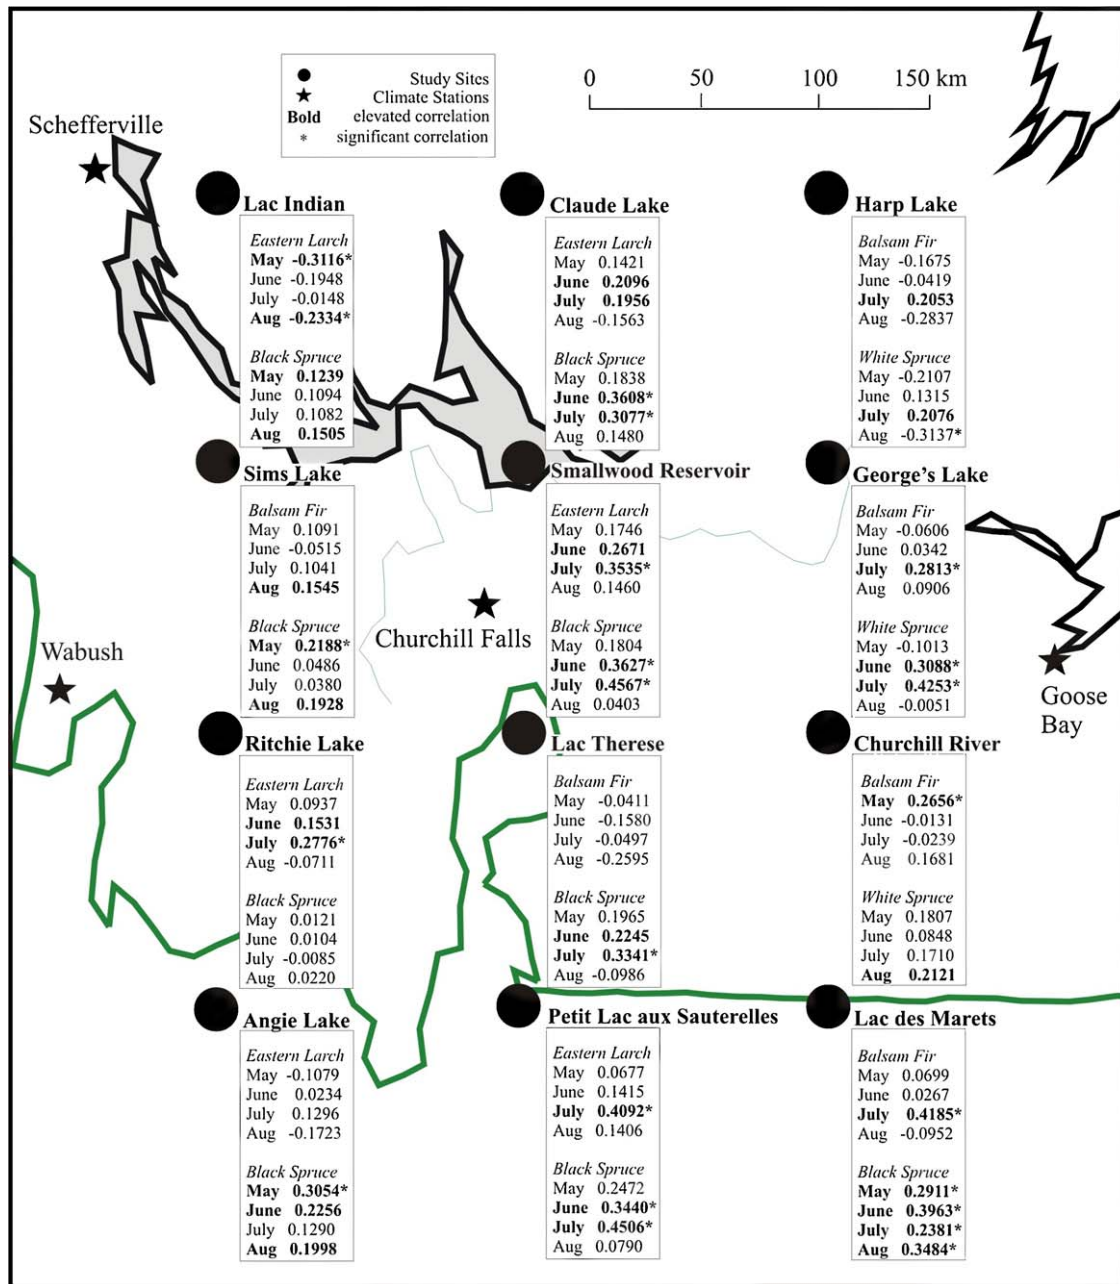 Study Sites
Climate Stations
Bold elevated correlation
* significant correlation
0 50 100 150 km
Schefferville
Lac Indian
Eastern Larch
May -0.3116*
June -0.1948
July -0.0148
Aug -0.2334*
Black Spruce
May 0.1239
June 0.1094
July 0.1082
Aug 0.1505
Claude Lake
Eastern Larch
May 0.1421
June 0.2096
July 0.1956
Aug -0.1563
Black Spruce
May 0.1838
June 0.3608*
July 0.3077*
Aug 0.1480
Harp Lake
Balsam Fir
May -0.1675
June -0.0419
July 0.2053
Aug -0.2837
White Spruce
May -0.2107
June 0.1315
July 0.2076
Aug -0.3137*
Sims Lake
Balsam Fir
May 0.1091
June -0.0515
July 0.1041
Aug 0.1545
Black Spruce
May 0.2188*
June 0.0486
July 0.0380
Aug 0.1928
Smallwood Reservoir
Eastern Larch
May 0.1746
June 0.2671
July 0.3535*
Aug 0.1460
Black Spruce
May 0.1804
June 0.3627*
July 0.4567*
Aug 0.0403
George's Lake
Balsam Fir
May -0.0606
June 0.0342
July 0.2813*
Aug 0.0906
White Spruce
May -0.1013
June 0.3088*
July 0.4253*
Aug -0.0051
Wabush
Churchill Falls
Goose
Bay
Ritchie Lake
Eastern Larch
May 0.0937
June 0.1531
July 0.2776*
Aug -0.0711
Black Spruce
May 0.0121
June 0.0104
July -0.0085
Aug 0.0220
Lac Therese
Balsam Fir
May -0.0411
June -0.1580
July -0.0497
Aug -0.2595
Black Spruce
May 0.1965
June 0.2245
July 0.3341*
Aug -0.0986
Churchill River
Balsam Fir
May 0.2656*
June -0.0131
July -0.0239
Aug 0.1681
White Spruce
May 0.1807
June 0.0848
July 0.1710
Aug 0.2121
Angie Lake
Eastern Larch
May -0.1079
June 0.0234
July 0.1296
Aug -0.1723
Black Spruce
May 0.3054*
June 0.2256
July 0.1290
Aug 0.1998
Petit Lac aux Sauterelles
Eastern Larch
May 0.0677
June 0.1415
July 0.4092*
Aug 0.1406
Black Spruce
May 0.2472
June 0.3440*
July 0.4506*
Aug 0.0790
Lac des Marets
Balsam Fir
May 0.0699
June 0.0267
July 0.4185*
Aug -0.0952
Black Spruce
May 0.2911*
June 0.3963*
July 0.2381*
Aug 0.3484*